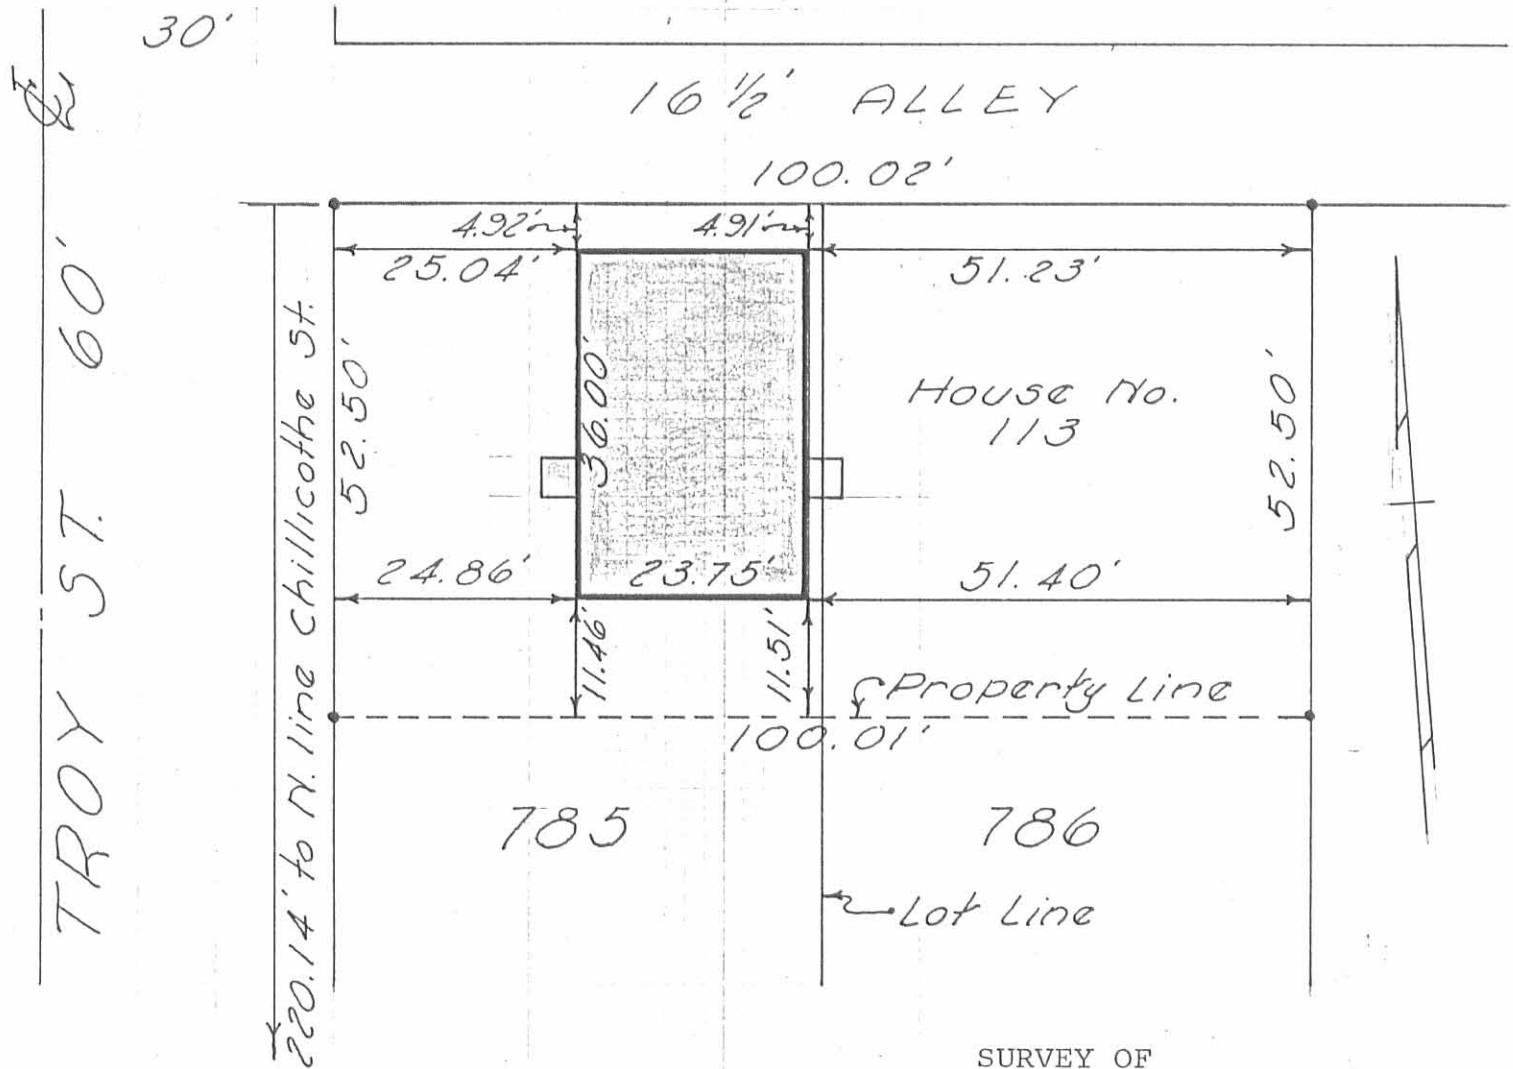 30'
℄
16 1/2' ALLEY
100.02'
4.92'
4.91'
25.04'
51.23'
TROY ST. 60'
220.14' to N. line Chillicothe St.
52.50'
36.00'
House No.
113
52.50'
24.86'
23.75'
51.40'
11.46'
11.51'
Property Line
100.01'
785
786
Lot Line
SURVEY OF